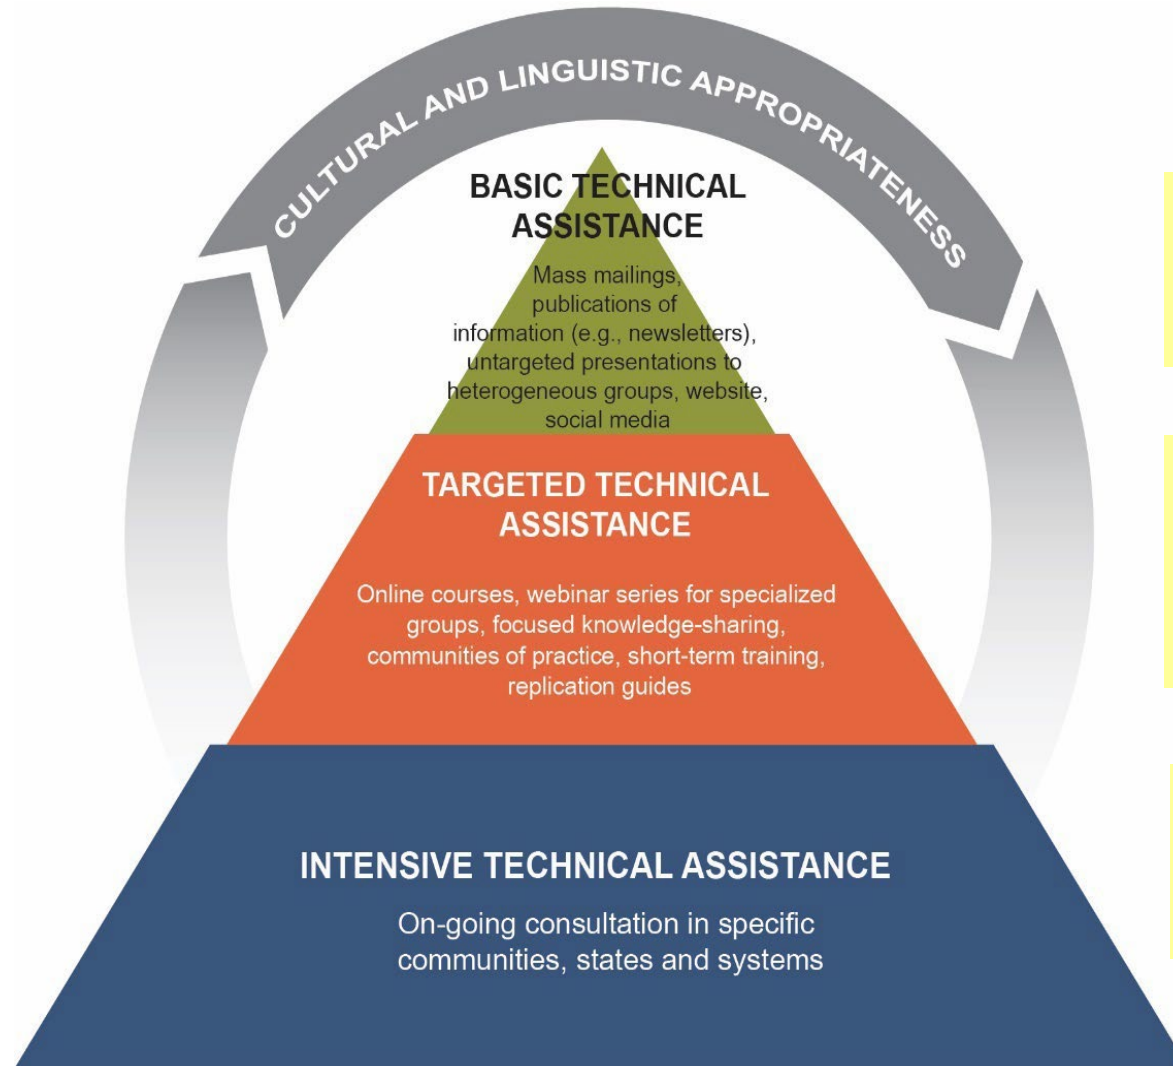 CULTURAL AND LINGUISTIC APPROPRIATENESS
BASIC TECHNICAL
ASSISTANCE
Mass mailings,
publications of
information (e.g., newsletters),
untargeted presentations to
heterogeneous groups, website,
social media
TARGETED TECHNICAL
ASSISTANCE
Online courses, webinar series for specialized
groups, focused knowledge-sharing,
communities of practice, short-term training,
replication guides
INTENSIVE TECHNICAL ASSISTANCE
On-going consultation in specific
communities, states and systems